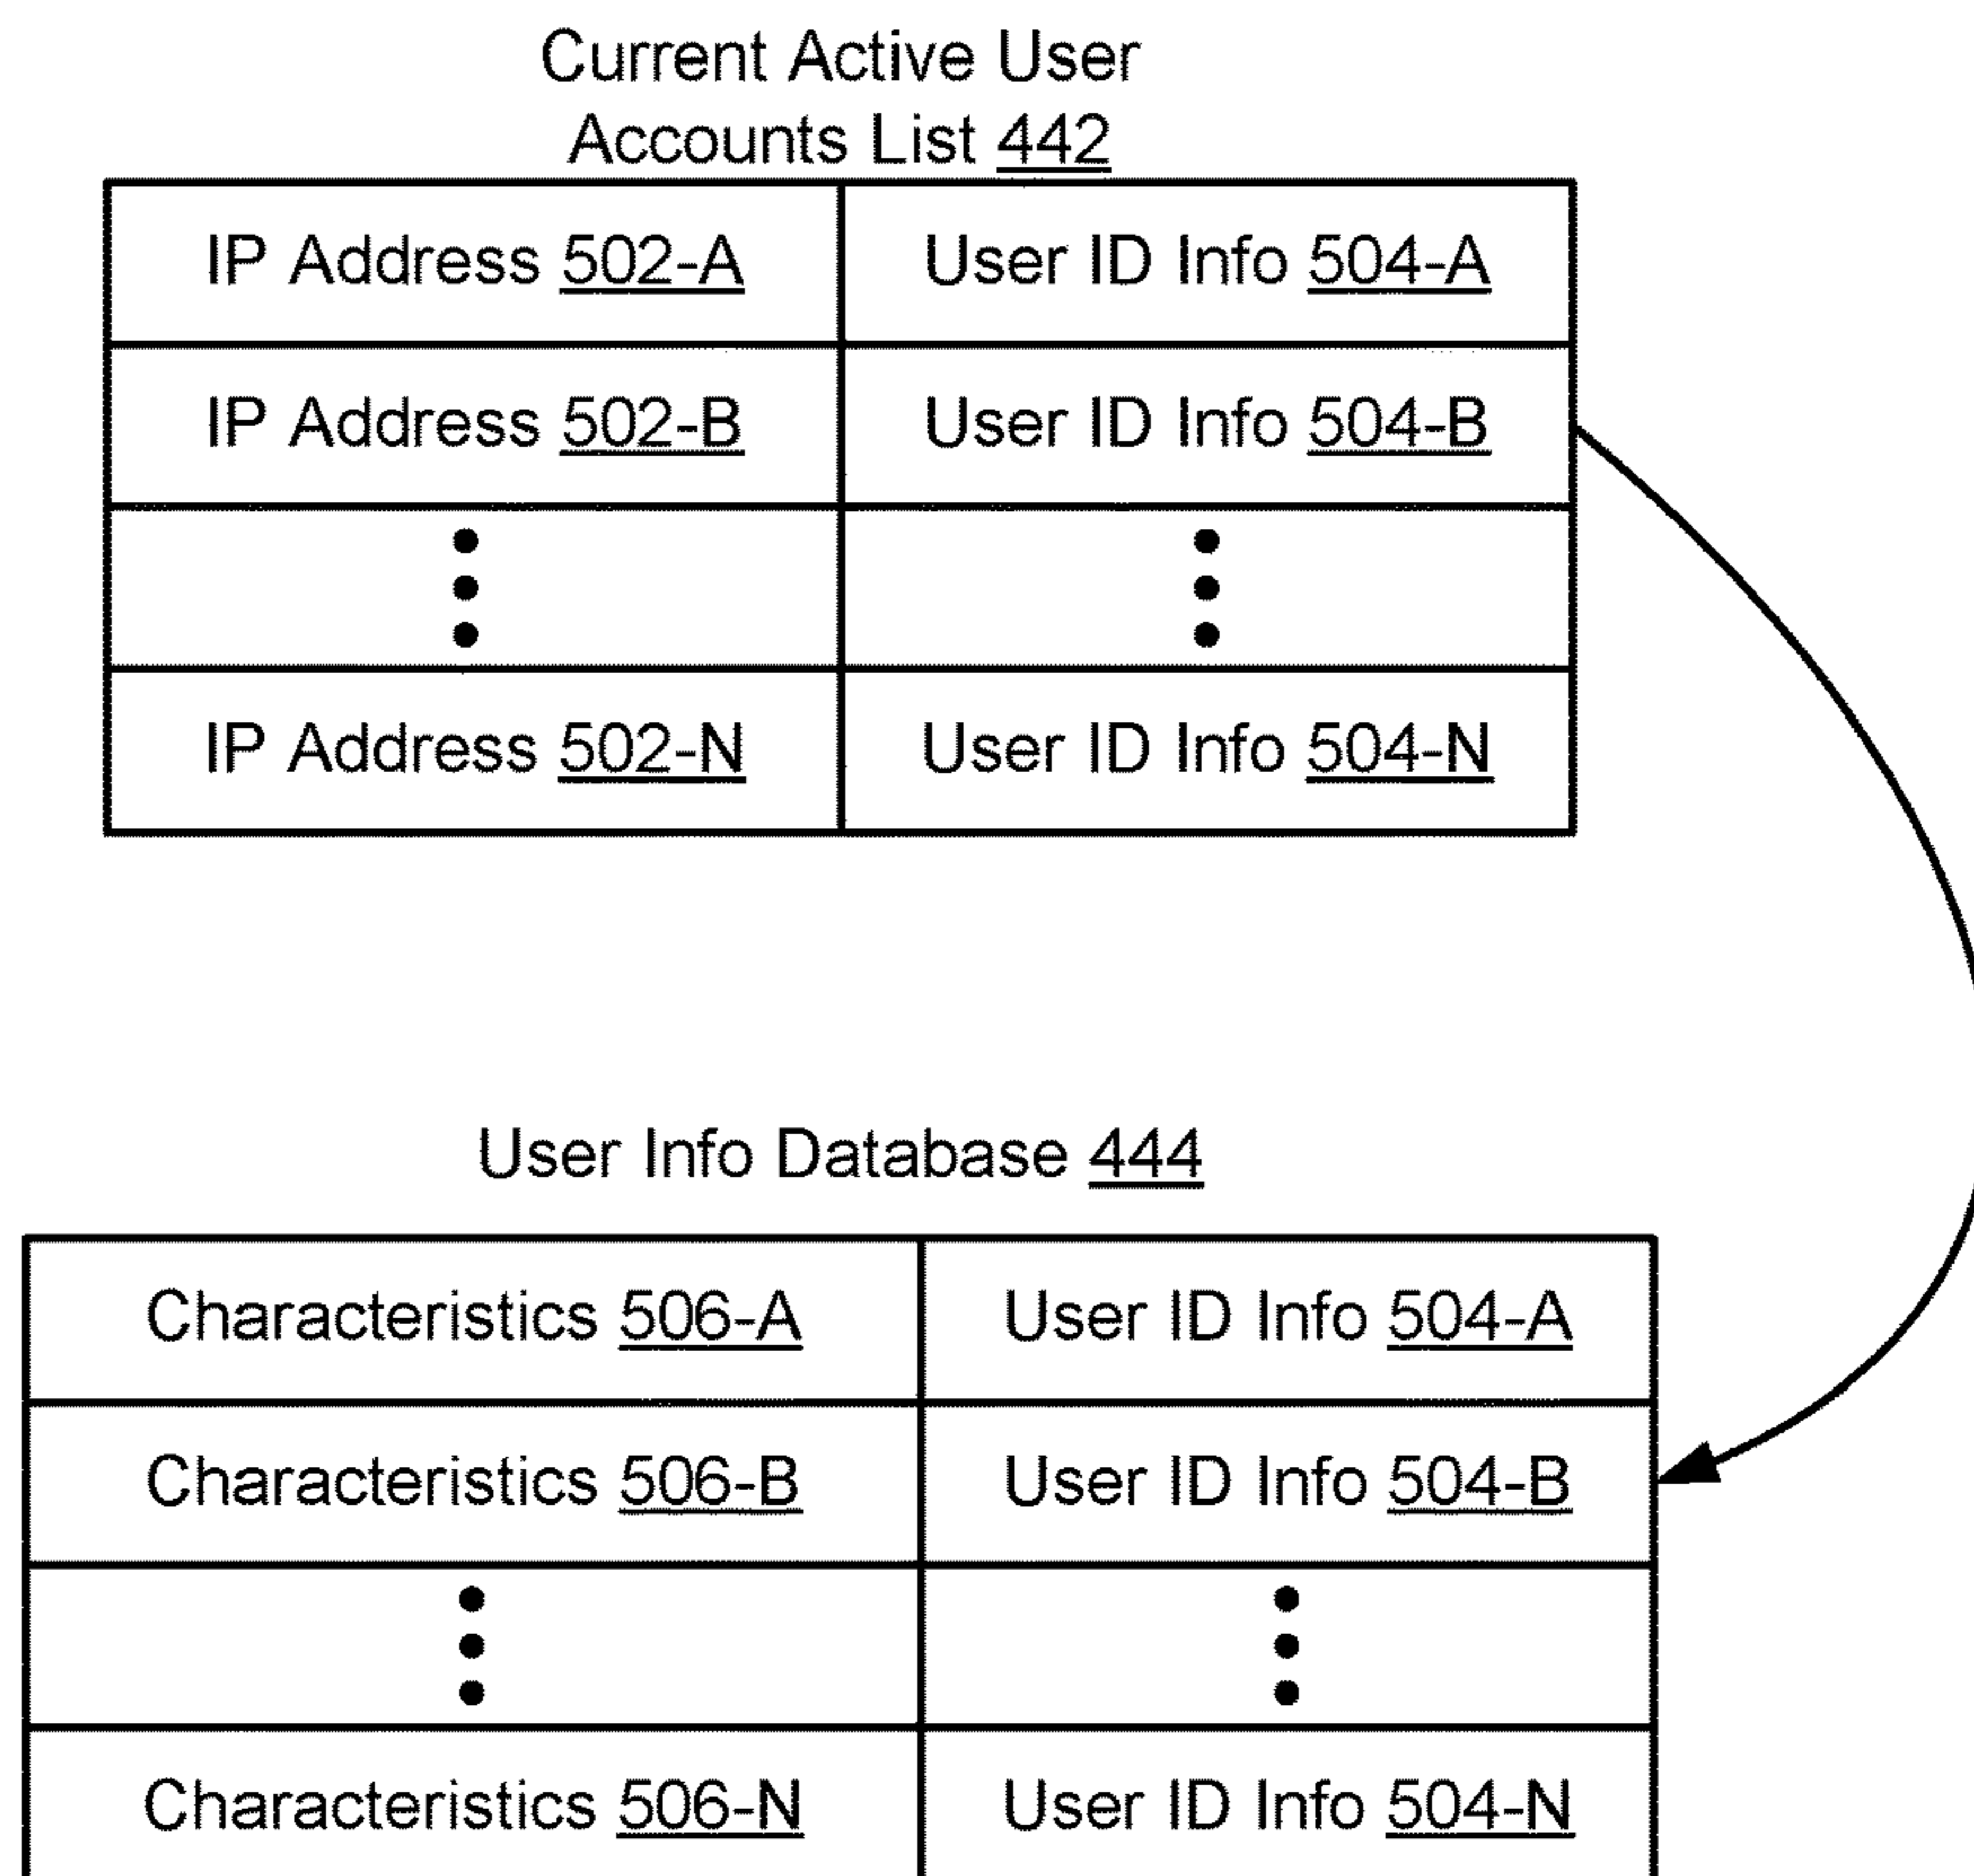 Current Active User
Accounts List 442
IP Address 502-A User ID Info 504-A
IP Address 502-B User ID Info 504-B
IP Address 502-N User ID Info 504-N
User Info Database 444
Characteristics 506-A User ID Info 504-A
Characteristics 506-B User ID Info 504-B
Characteristics 506-N User ID Info 504-N